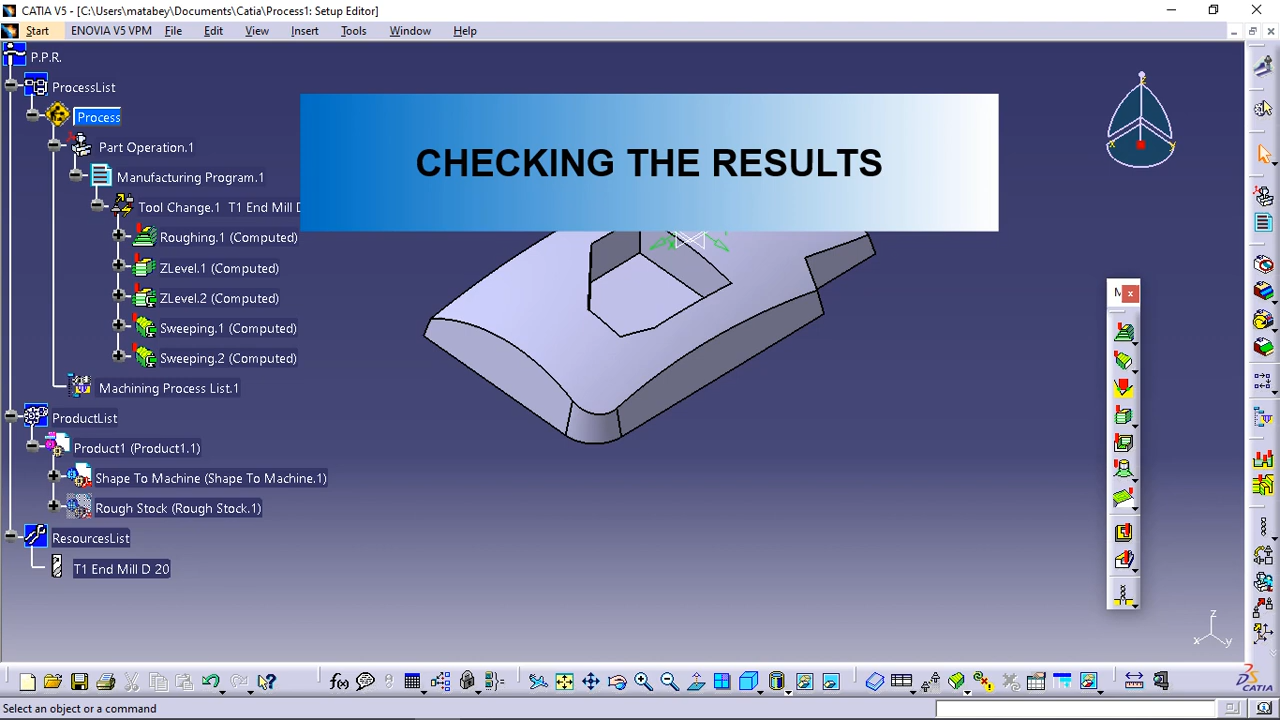 CATIA V5 - [C:\Users\matabey\Documents\Catia\Process1: Setup Editor]
Start ENOVIA V5 VPM File Edit View Insert Tools Window Help
P.P.R.
ProcessList
Process
CHECKING THE RESULTS
Part Operation.1
Manufacturing Program.1
Tool Change.1 T1 End Mill D
Roughing.1 (Computed)
ZLevel.1 (Computed)
ZLevel.2 (Computed)
Sweeping.1 (Computed)
Sweeping.2 (Computed)
Machining Process List.1
ProductList
Product1 (Product1.1)
Shape To Machine (Shape To Machine.1)
Rough Stock (Rough Stock.1)
ResourcesList
T1 End Mill D 20
M
z
x y
f(x)
CATIA
Select an object or a command